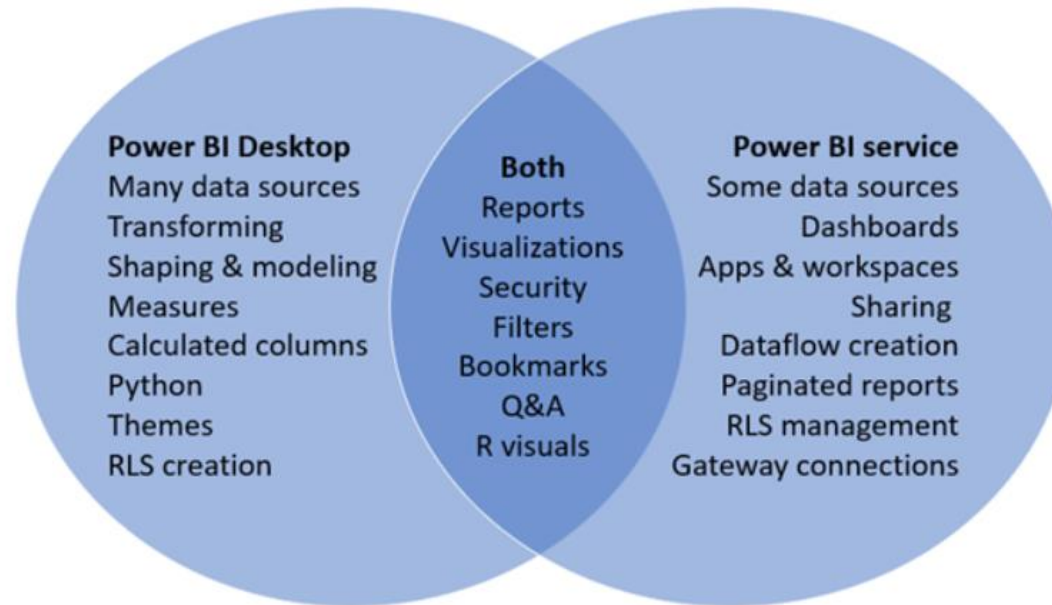 Power BI Desktop
Many data sources
Transforming
Shaping & modeling
Measures
Calculated columns
Python
Themes
RLS creation
Both
Reports
Visualizations
Security
Filters
Bookmarks
Q&A
R visuals
Power BI service
Some data sources
Dashboards
Apps & workspaces
Sharing
Dataflow creation
Paginated reports
RLS management
Gateway connections